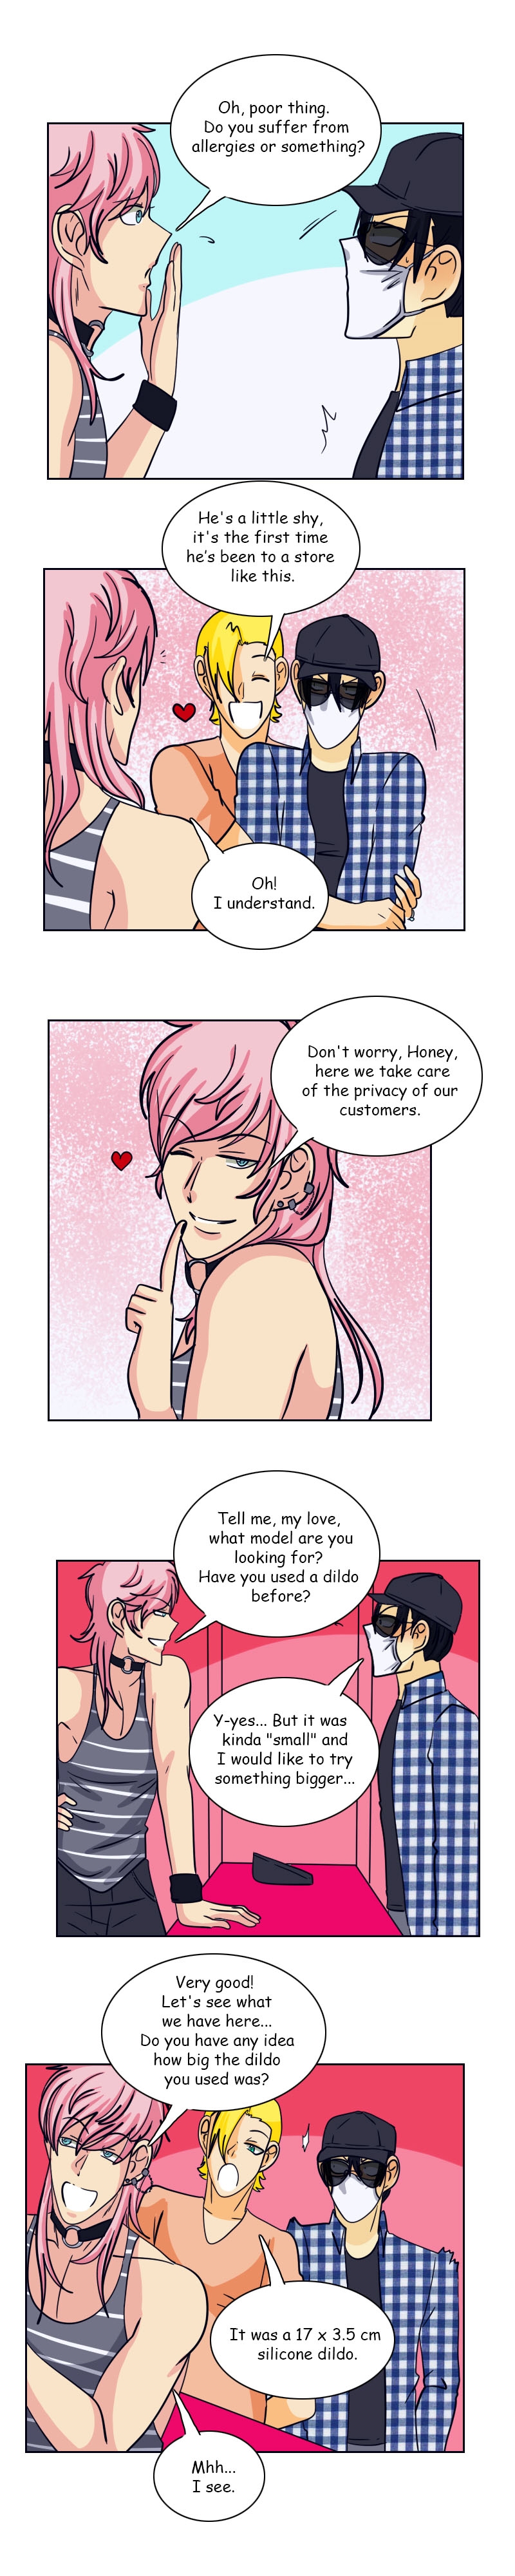 Oh, poor thing.
Do you suffer from
allergies or something?
He's a little shy,
it's the first time
he's been to a store
like this.
Oh!
I understand.
Don't worry, Honey,
here we take care
of the privacy of our
customers.
Tell me, my love,
what model are you
looking for?
Have you used a dildo
before?
Y-yes... But it was
kinda "small" and
I would like to try
something bigger...
Very good!
Let's see what
we have here...
Do you have any idea
how big the dildo
you used was?
It was a 17 x 3.5 cm
silicone dildo.
Mhh...
I see.